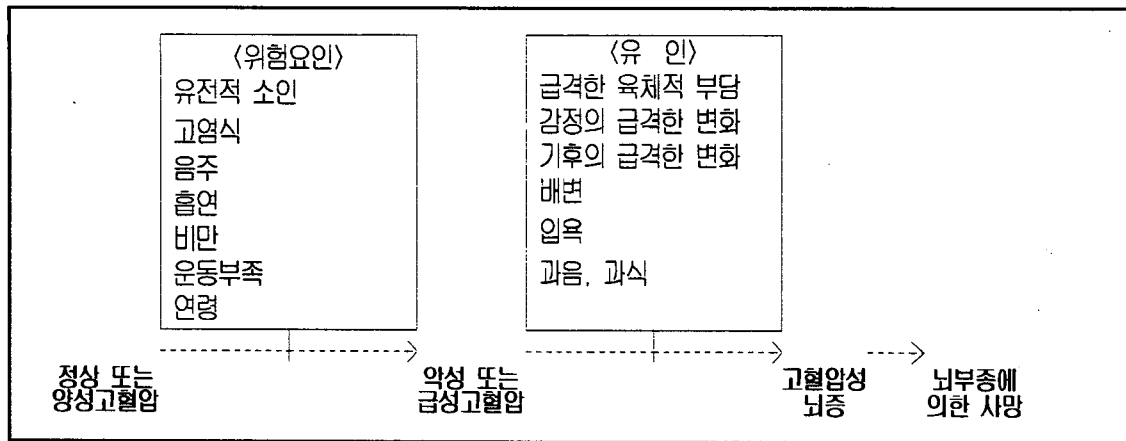 〈위험요인〉
유전적 소인
고염식
음주
흡연
비만
운동부족
연령
〈유 인〉
급격한 육체적 부담
감정의 급격한 변화
기후의 급격한 변화
배변
입욕
과음, 과식
정상 또는
양성고혈압
악성 또는
급성고혈압
고혈압성
뇌증
뇌부종에
의한 사망